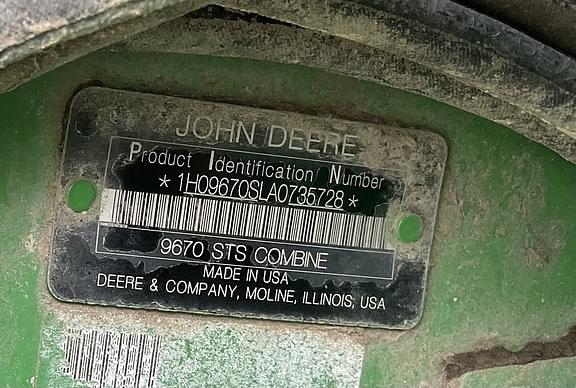 JOHN DEERE
Product Identification Number
*1H09670SLA0735728*
9670 STS COMBINE
MADE IN USA
DEERE & COMPANY, MOLINE, ILLINOIS, USA